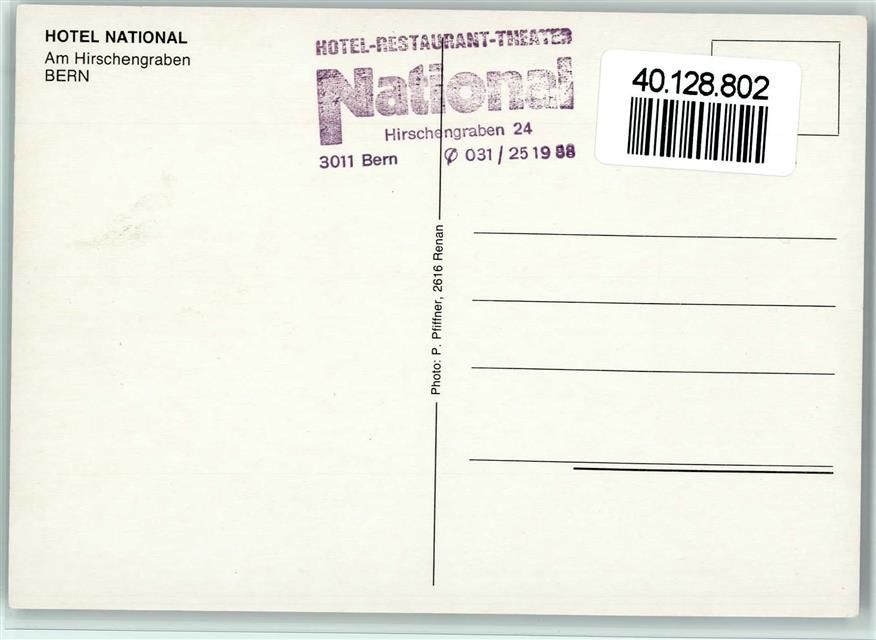 HOTEL NATIONAL
Am Hirschengraben
BERN
HOTEL-RESTAURANT-THEATER
National
Hirschengraben 24
3011 Bern ✆ 031 / 25 19 88
40.128.802
Photo: P. Pfiffner, 2616 Renan